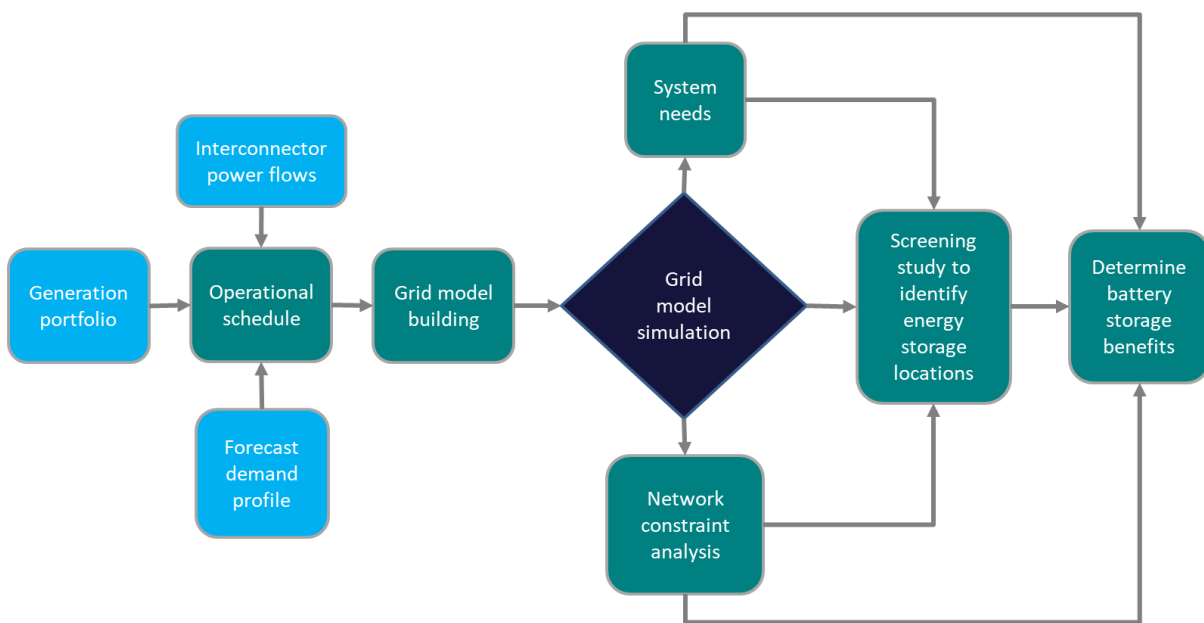 Interconnector
power flows
Generation
portfolio
Operational
schedule
Forecast
demand
profile
Grid model
building
Grid
model
simulation
System
needs
Network
constraint
analysis
Screening
study to
identify
energy
storage
locations
Determine
battery
storage
benefits